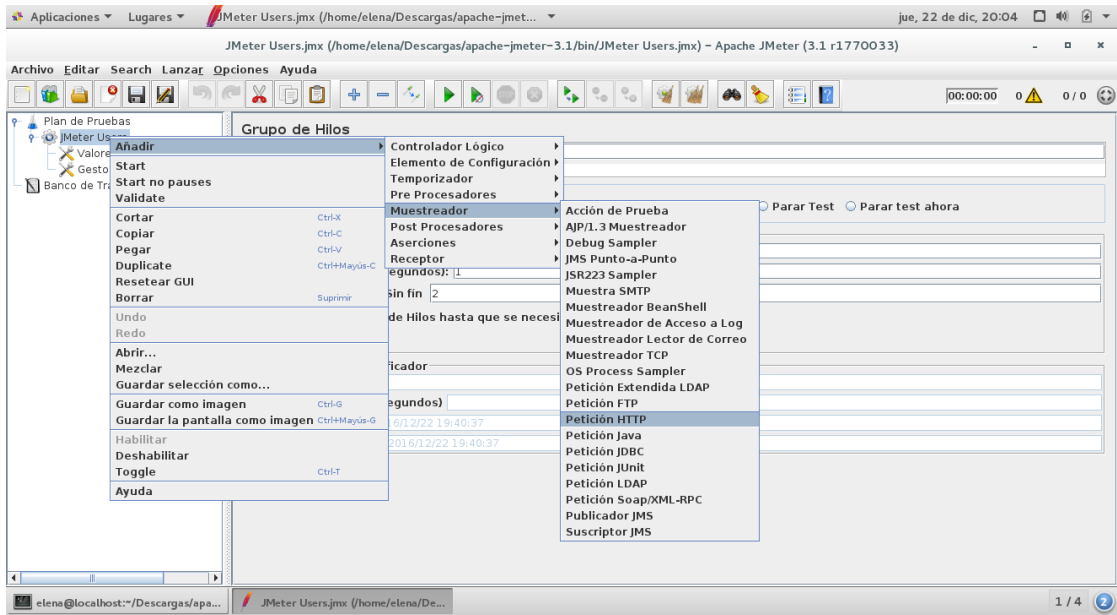 Aplicaciones Lugares JMeter Users.jmx (/home/elena/Descargas/apache-jmet... jue, 22 de dic, 20:04
JMeter Users.jmx (/home/elena/Descargas/apache-jmeter-3.1/bin/JMeter Users.jmx) - Apache JMeter (3.1 r1770033)
Archivo Editar Search Lanzar Opciones Ayuda
00:00:00 0 0 / 0
Plan de Pruebas
JMeter Users
Valore
Gesto
Banco de Tra
Grupo de Hilos
Parar Test Parar test ahora
egundos): 1
Sin fín 2
de Hilos hasta que se necesi
ficador
egundos)
16/12/22 19:40:37
2016/12/22 19:40:37
Añadir
Start
Start no pauses
Validate
Cortar Ctrl-X
Copiar Ctrl-C
Pegar Ctrl-V
Duplicate Ctrl+Mayús-C
Resetear GUI
Borrar Suprimir
Undo
Redo
Abrir...
Mezclar
Guardar selección como...
Guardar como imagen Ctrl-G
Guardar la pantalla como imagen Ctrl+Mayús-G
Habilitar
Deshabilitar
Toggle Ctrl-T
Ayuda
Controlador Lógico
Elemento de Configuración
Temporizador
Pre Procesadores
Muestreador
Post Procesadores
Aserciones
Receptor
Acción de Prueba
AJP/1.3 Muestreador
Debug Sampler
JMS Punto-a-Punto
JSR223 Sampler
Muestra SMTP
Muestreador BeanShell
Muestreador de Acceso a Log
Muestreador Lector de Correo
Muestreador TCP
OS Process Sampler
Petición Extendida LDAP
Petición FTP
Petición HTTP
Petición Java
Petición JDBC
Petición JUnit
Petición LDAP
Petición Soap/XML-RPC
Publicador JMS
Suscriptor JMS
elena@localhost:~/Descargas/apa... JMeter Users.jmx (/home/elena/De... 1 / 4 2